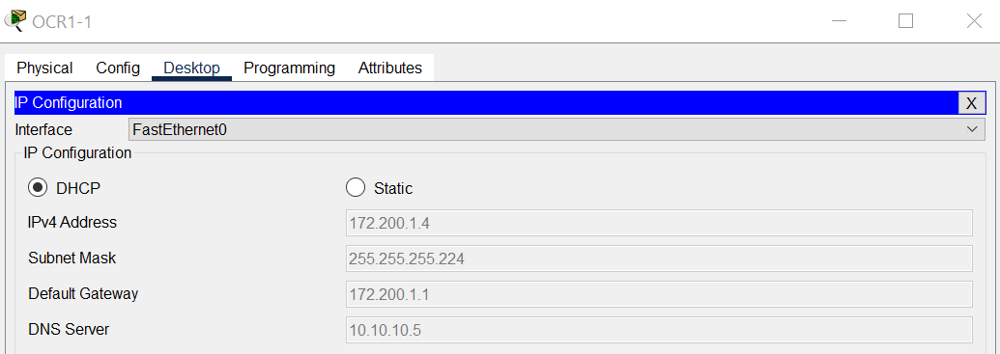 OCR1-1
Physical Config Desktop Programming Attributes
IP Configuration X
Interface FastEthernet0
IP Configuration
DHCP Static
IPv4 Address 172.200.1.4
Subnet Mask 255.255.255.224
Default Gateway 172.200.1.1
DNS Server 10.10.10.5